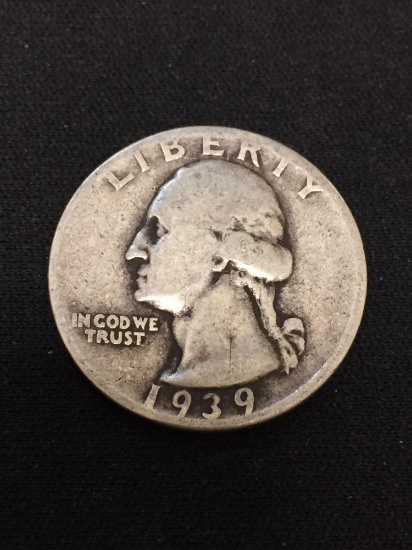 LIBERTY
IN GOD WE
TRUST
1939